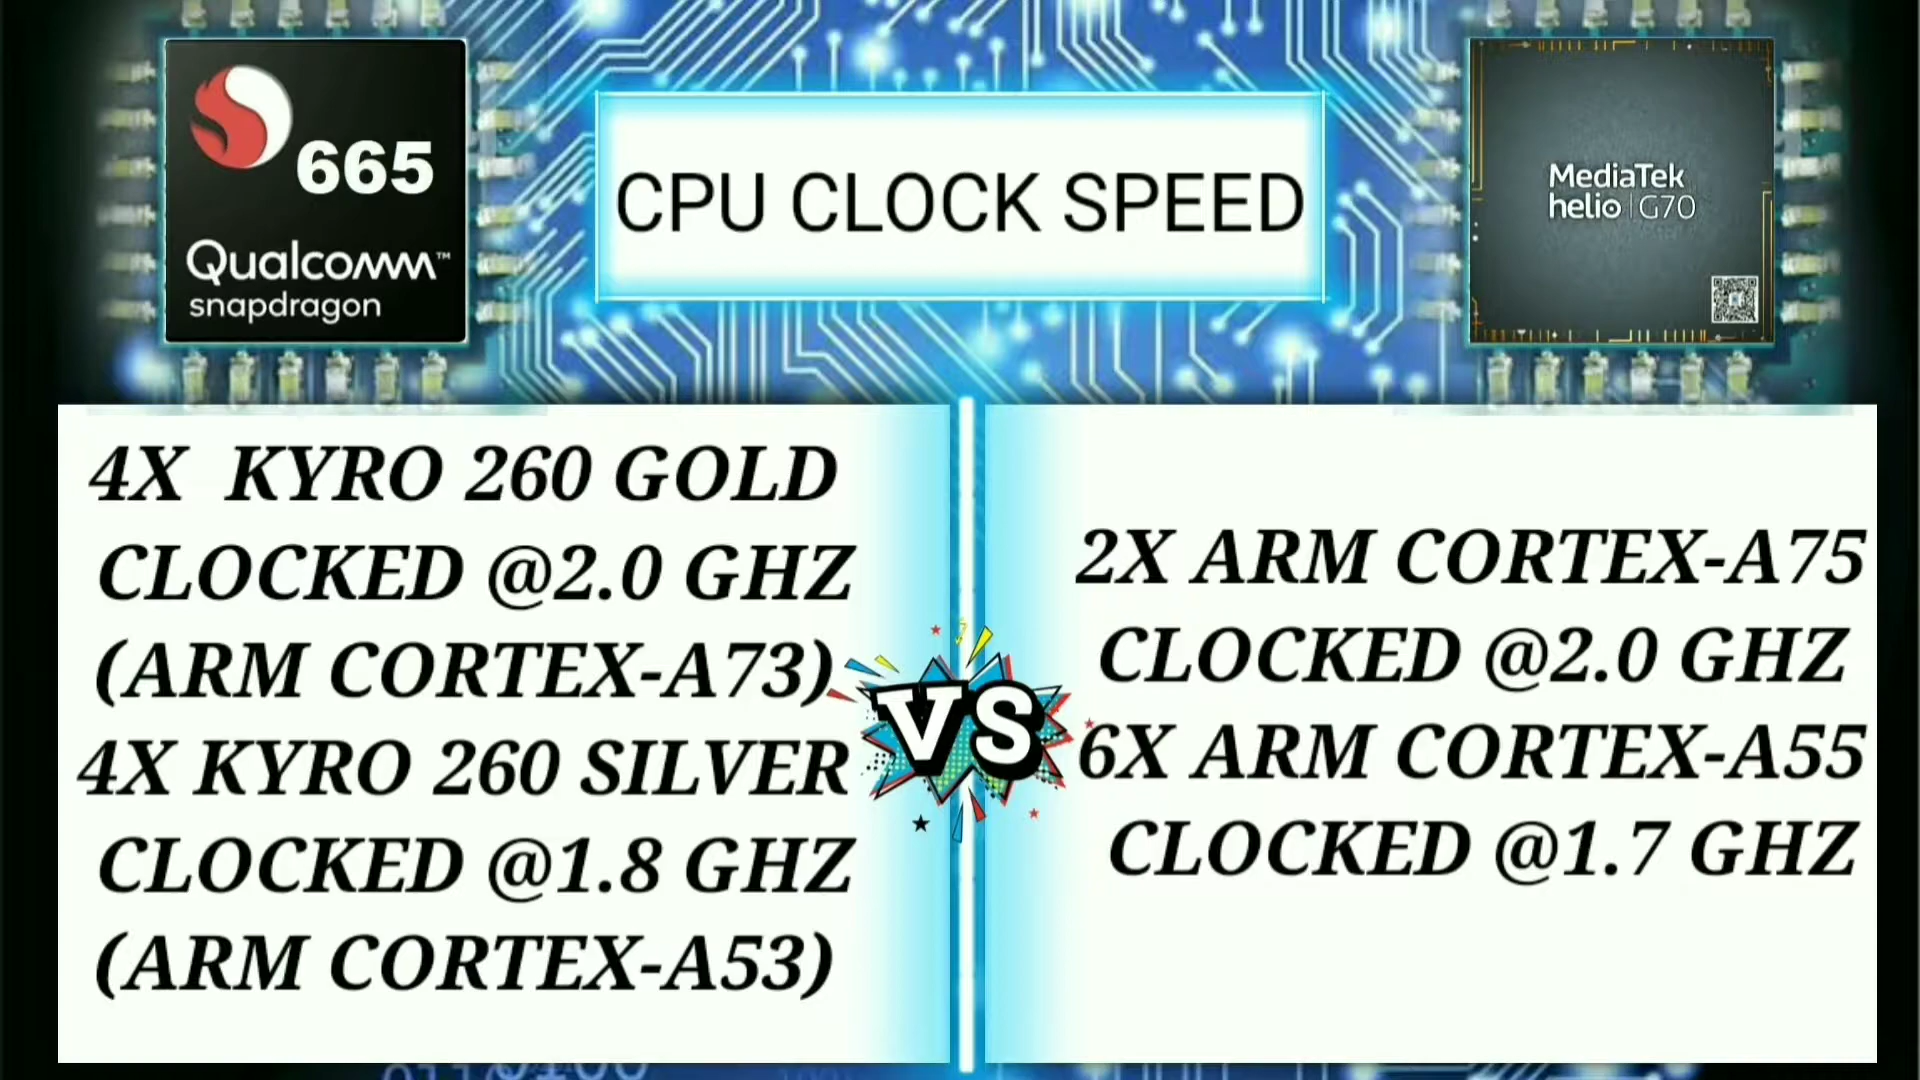 665
Qualcomm™
snapdragon
CPU CLOCK SPEED
MediaTek
helio | G70
4X KYRO 260 GOLD
CLOCKED @2.0 GHZ
(ARM CORTEX-A73)
4X KYRO 260 SILVER
CLOCKED @1.8 GHZ
(ARM CORTEX-A53)
VS
2X ARM CORTEX-A75
CLOCKED @2.0 GHZ
6X ARM CORTEX-A55
CLOCKED @1.7 GHZ